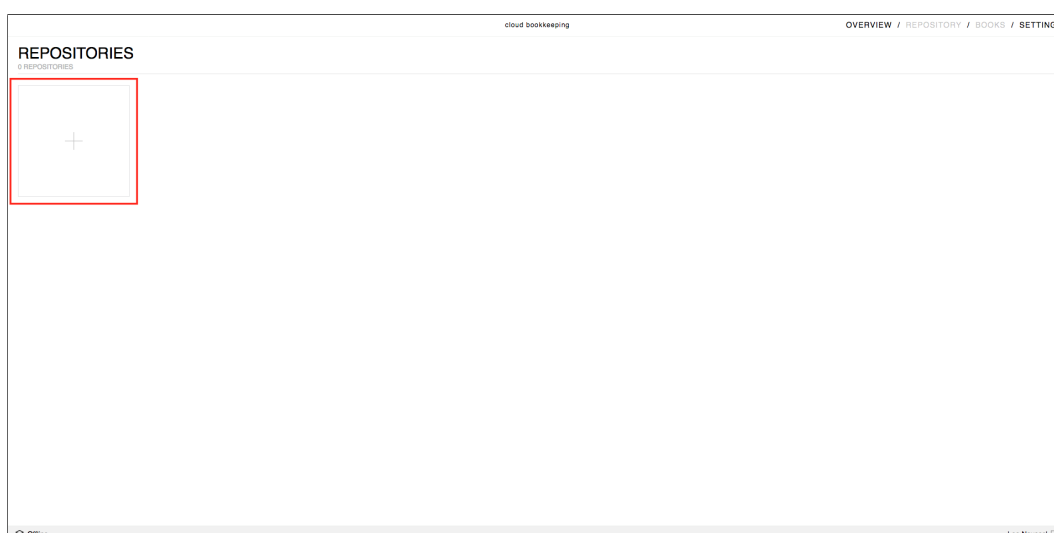 cloud bookkeeping
OVERVIEW / REPOSITORY / BOOKS / SETTING
REPOSITORIES
0 REPOSITORIES